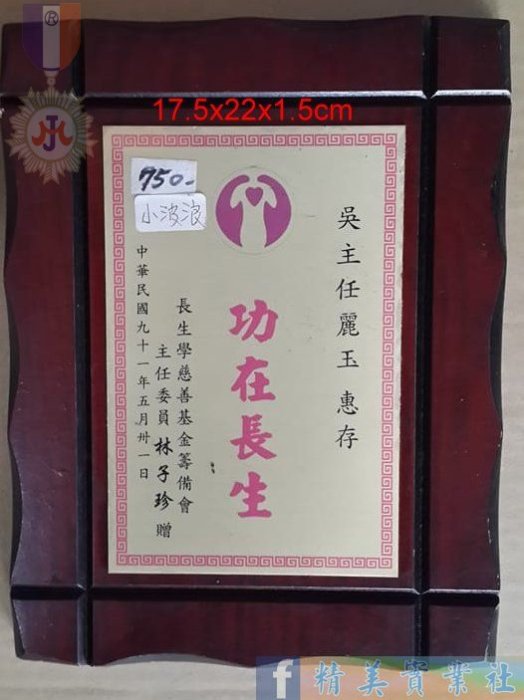 ®
JM
17.5x22x1.5cm
750-
小波浪
吳主任麗玉 惠存
功在長生
長生學慈善基金籌備會
主任委員 林子珍 贈
中華民國九十一年五月卅一日
f 精美實業社